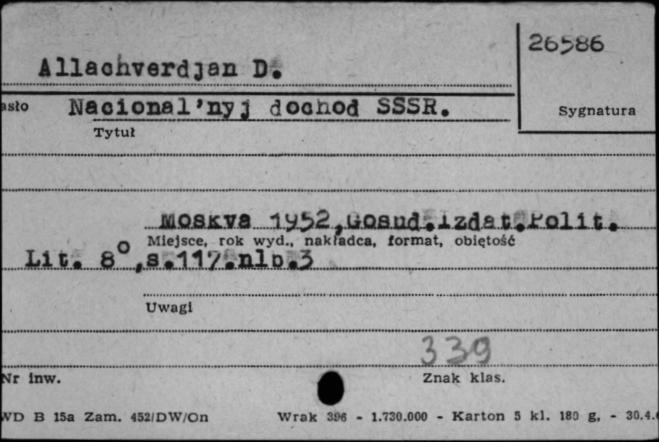 26586
Allachverdjan D.
asło Nacional'nyj dochod SSSR.
Sygnatura
Tytuł
Moskva 1952,Gosud.Izdat.Polit.
Miejsce, rok wyd., nakładca, format, objętość
Lit. 8°,s.117.nlb.3
Uwagi
339
Nr inw.
Znak klas.
WD B 15a Zam. 452/DW/On Wrak 396 - 1.730.000 - Karton 5 kl. 180 g, - 30.4.